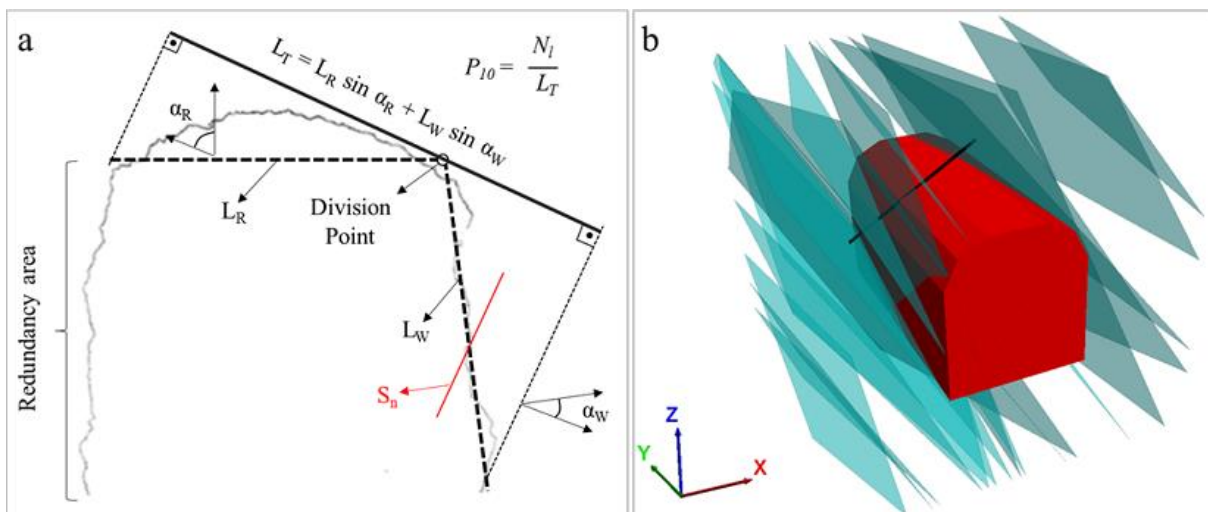 a
L_T = L_R sin α_R + L_W sin α_W
P_10 = N_l / L_T
α_R
L_R
Division
Point
Redundancy area
L_W
S_n
α_W
b
Z
Y
X